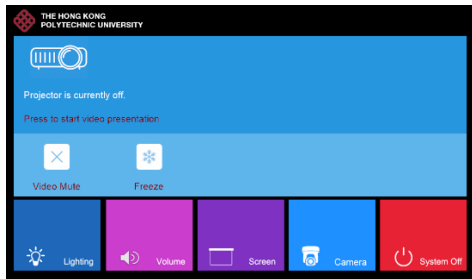 THE HONG KONG
POLYTECHNIC UNIVERSITY
Projector is currently off.
Press to start video presentation
Video Mute
Freeze
Lighting
Volume
Screen
Camera
System Off